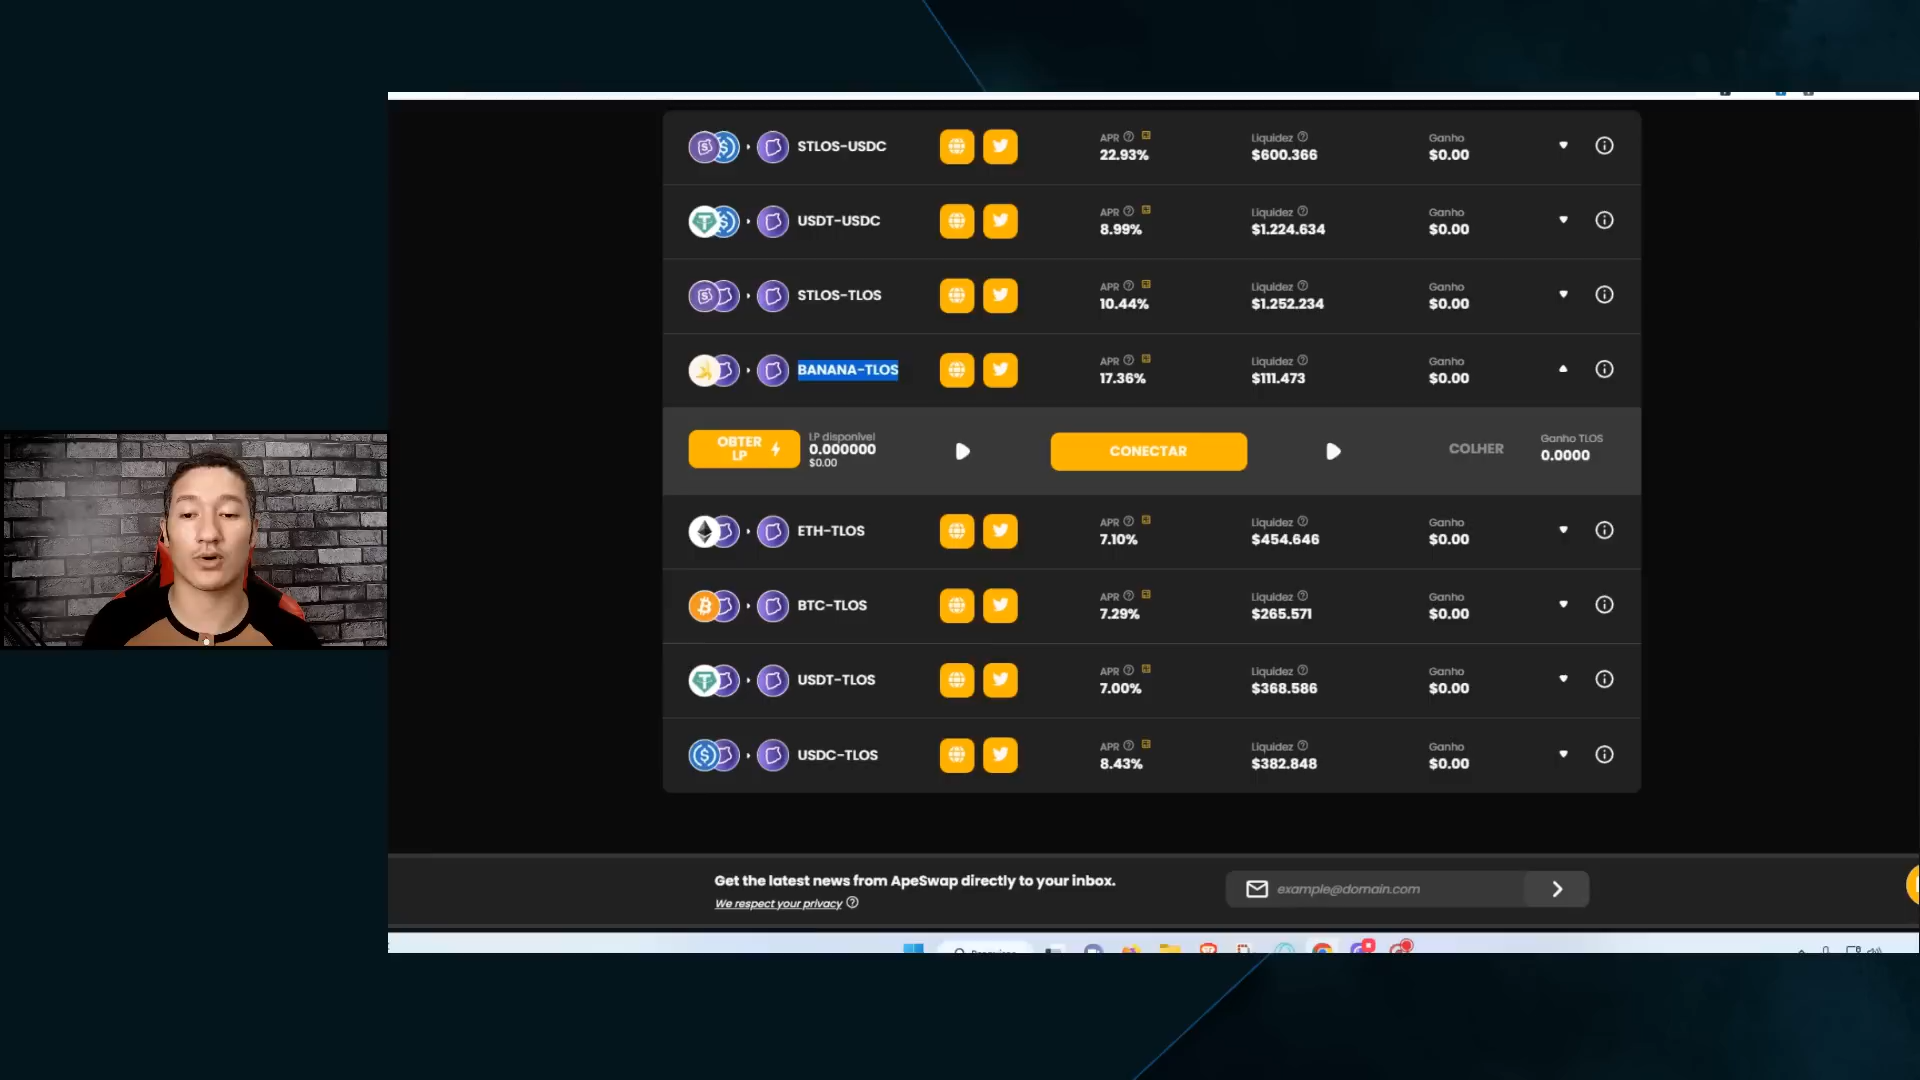 STLOS-USDC APR 22.93% Liquidez $600.366 Ganho $0.00
USDT-USDC APR 8.99% Liquidez $1.224.634 Ganho $0.00
STLOS-TLOS APR 10.44% Liquidez $1.252.234 Ganho $0.00
BANANA-TLOS APR 17.36% Liquidez $111.473 Ganho $0.00
OBTER LP
LP disponível
0.000000
$0.00
CONECTAR
COLHER
Ganho TLOS
0.0000
ETH-TLOS APR 7.10% Liquidez $454.646 Ganho $0.00
BTC-TLOS APR 7.29% Liquidez $265.571 Ganho $0.00
USDT-TLOS APR 7.00% Liquidez $368.586 Ganho $0.00
USDC-TLOS APR 8.43% Liquidez $382.848 Ganho $0.00
Get the latest news from ApeSwap directly to your inbox.
We respect your privacy
example@domain.com